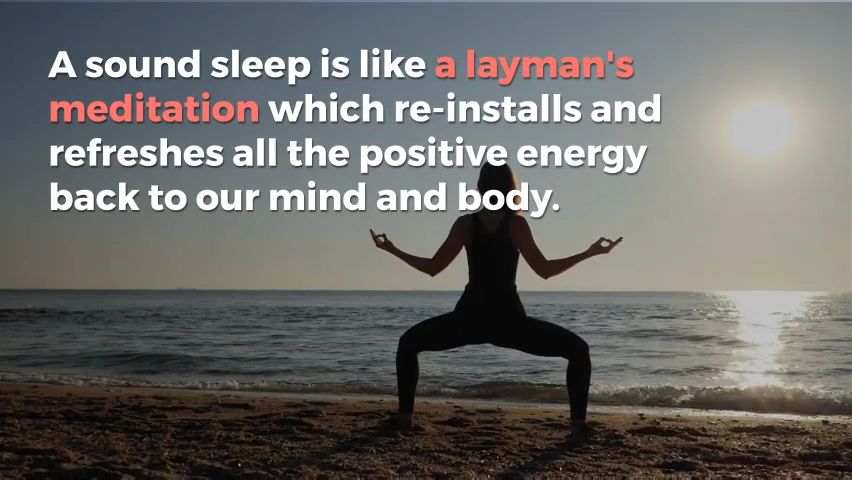 A sound sleep is like a layman's
meditation which re-installs and
refreshes all the positive energy
back to our mind and body.